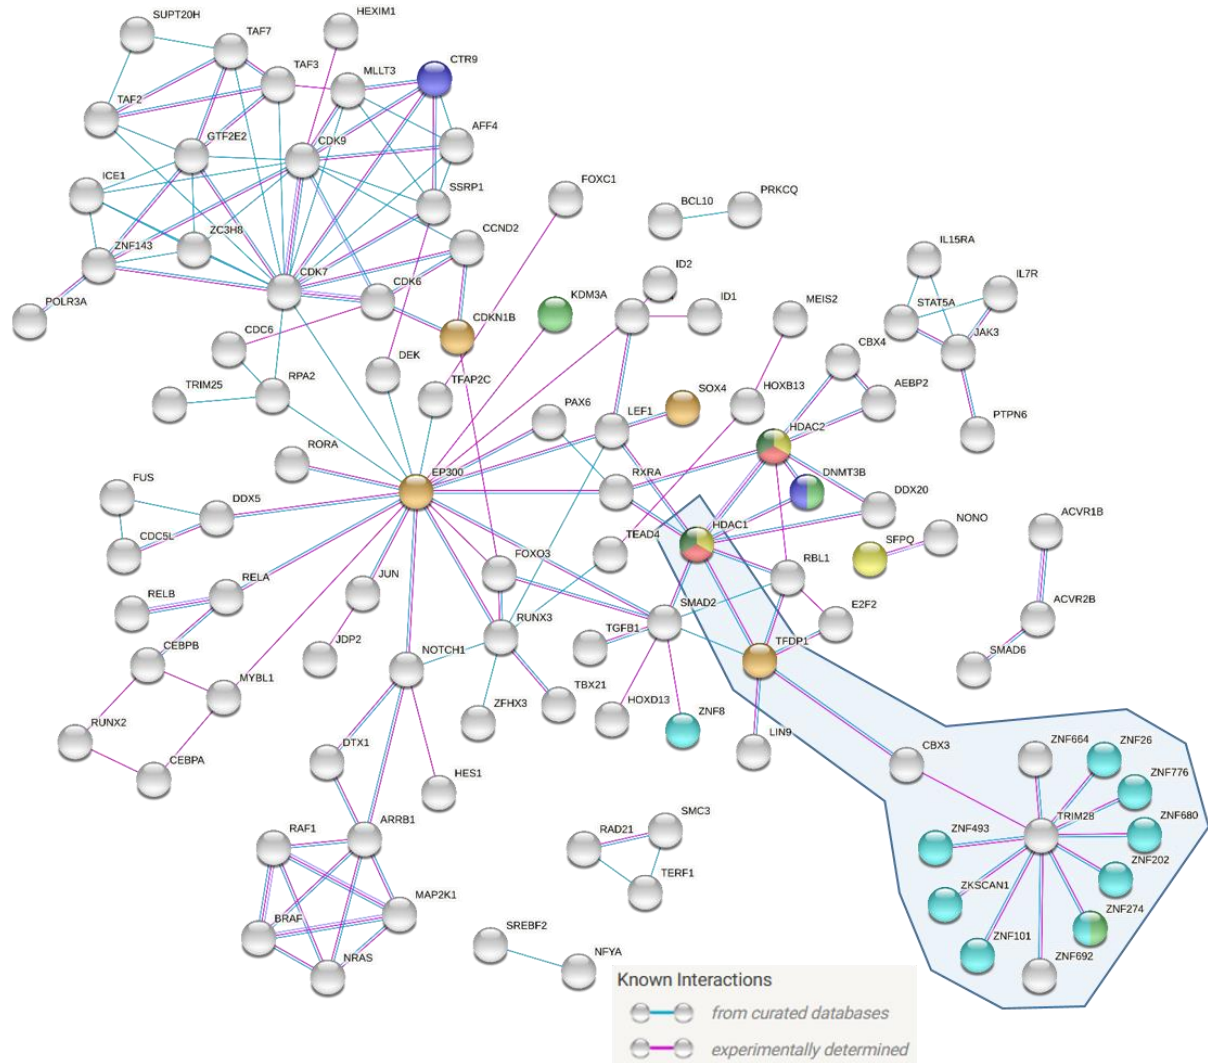 SUPT20H
TAF7
HEXIM1
TAF3
MLLT3
CTR9
TAF2
GTF2E2
CDK9
AFF4
ICE1
SSRP1
FOXC1
BCL10
PRKCQ
ZNF143
ZC3H8
CCND2
IL15RA
CDK7
CDK6
ID2
IL7R
POLR3A
CDKN1B
KDM3A
ID1
MEIS2
STAT5A
CDC6
JAK3
DEK
TFAP2C
CBX4
TRIM25
RPA2
PAX6
LEF1
SOX4
HOXB13
AEBP2
PTPN6
RORA
EP300
RXRA
HDAC2
DNMT3B
FUS
DDX5
DDX20
CDC5L
TEAD4
HDAC1
NONO
ACVR1B
FOXO3
RBL1
SFPQ
RELA
JUN
RELB
SMAD2
E2F2
ACVR2B
CEBPB
JDP2
NOTCH1
RUNX3
TGFB1
TFDP1
SMAD6
MYBL1
TBX21
HOXD13
RUNX2
ZFHX3
ZNF8
CEBPA
DTX1
HES1
LIN9
CBX3
ZNF664
ZNF26
ZNF776
RAF1
ARRB1
RAD21
SMC3
TRIM28
ZNF680
ZNF493
ZNF202
TERF1
MAP2K1
ZKSCAN1
ZNF274
BRAF
SREBF2
ZNF101
NRAS
NFYA
ZNF692
Known Interactions
from curated databases
experimentally determined